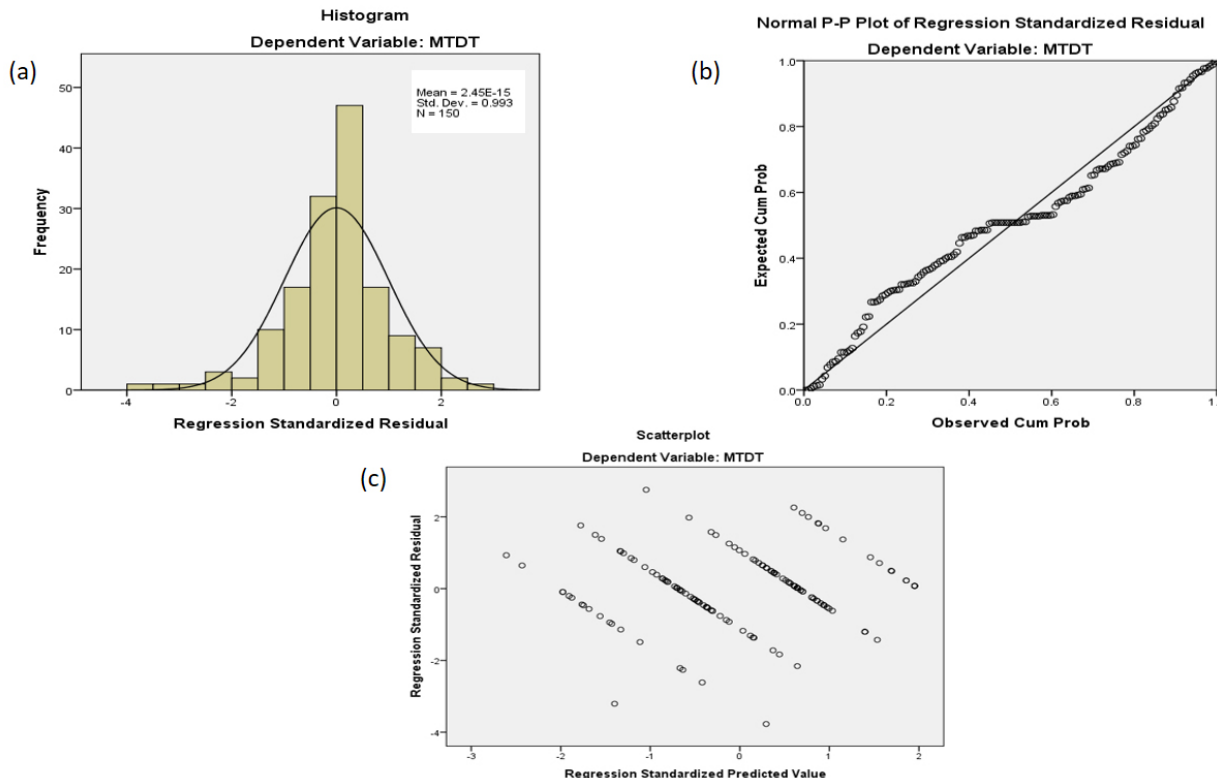 (a)
Histogram
Dependent Variable: MTDT
Mean = 2.45E-15
Std. Dev. = 0.993
N = 150
Frequency
50
40
30
20
10
0
-4
-2
0
2
Regression Standardized Residual
(b)
Normal P-P Plot of Regression Standardized Residual
Dependent Variable: MTDT
Expected Cum Prob
1.0
0.8
0.6
0.4
0.2
0.0
0.0
0.2
0.4
0.6
0.8
1.
Observed Cum Prob
(c)
Scatterplot
Dependent Variable: MTDT
Regression Standardized Residual
2
0
-2
-4
-3
-2
-1
0
1
2
Regression Standardized Predicted Value